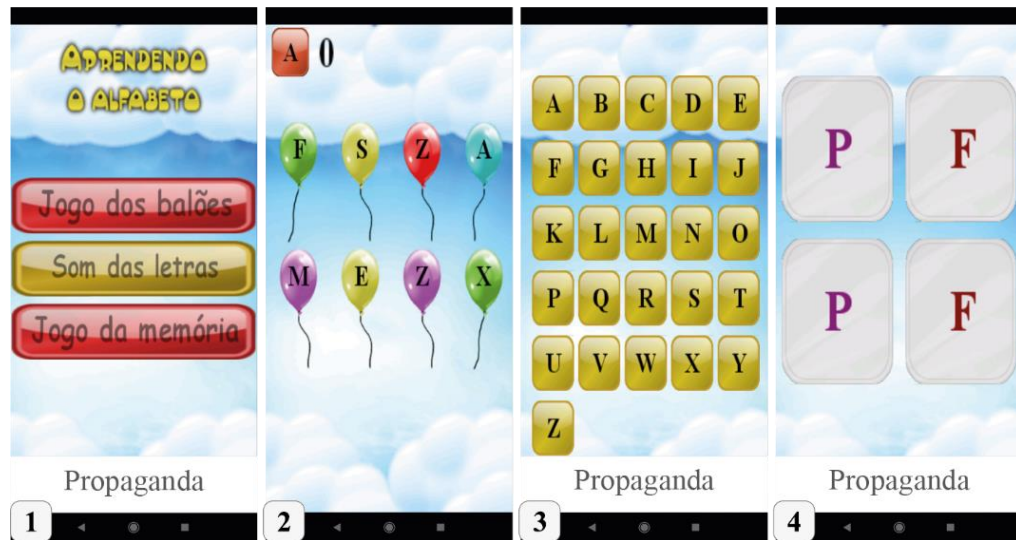 APRENDENDO
O ALFABETO
Jogo dos balões
Som das letras
Jogo da memória
Propaganda
1
A 0
F S Z A
M E Z X
2
A B C D E
F G H I J
K L M N O
P Q R S T
U V W X Y
Z
Propaganda
3
P F
P F
Propaganda
4